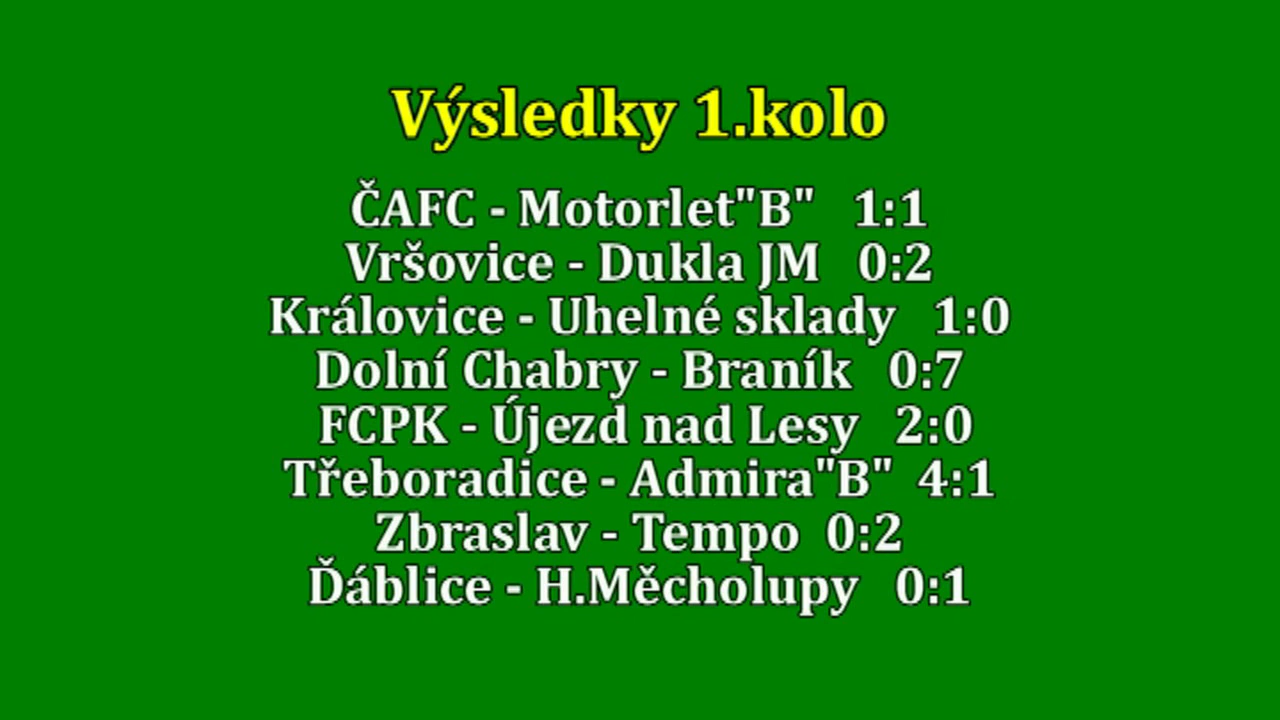 Výsledky 1.kolo
ČAFC - Motorlet"B" 1:1
Vršovice - Dukla JM 0:2
Královice - Uhelné sklady 1:0
Dolní Chabry - Braník 0:7
FCPK - Újezd nad Lesy 2:0
Třeboradice - Admira"B" 4:1
Zbraslav - Tempo 0:2
Ďáblice - H.Měcholupy 0:1